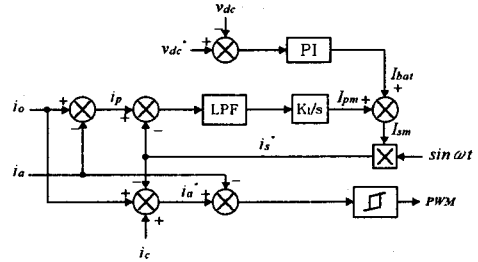 v_dc
v_dc* PI
I_bat
i_o i_p LPF K_I/s I_pm
I_sm
i_s* sin ωt
i_a
i_a* PWM
i_c